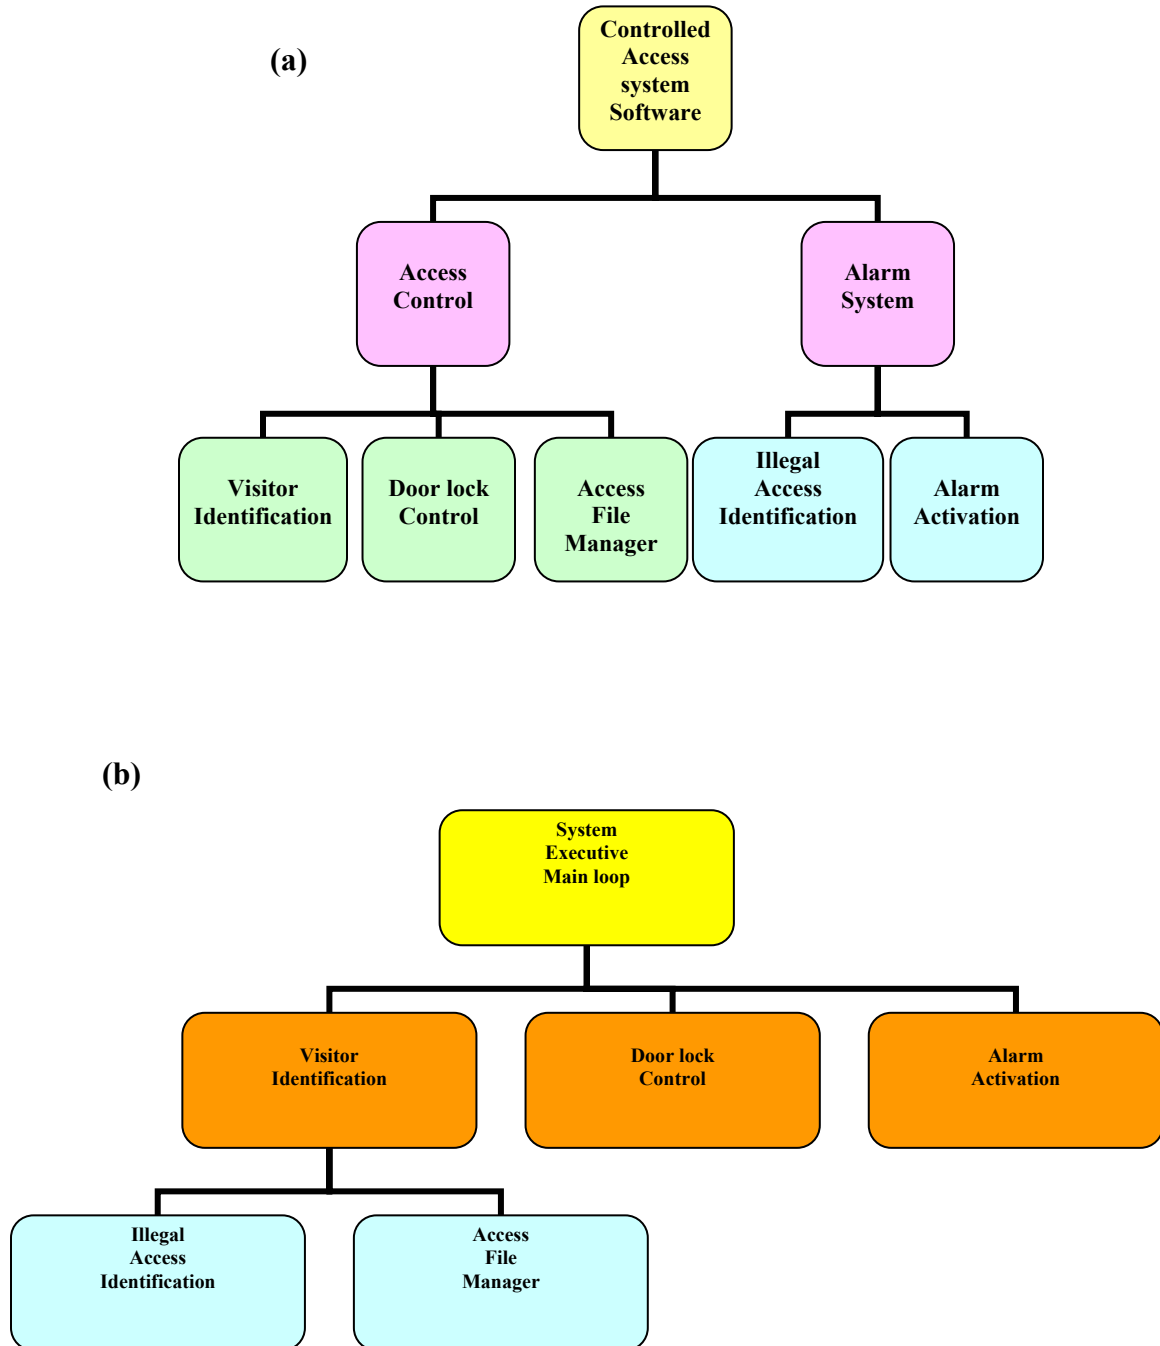 (a)
Controlled
Access
system
Software
Access
Control
Alarm
System
Visitor
Identification
Door lock
Control
Access
File
Manager
Illegal
Access
Identification
Alarm
Activation
(b)
System
Executive
Main loop
Visitor
Identification
Door lock
Control
Alarm
Activation
Illegal
Access
Identification
Access
File
Manager